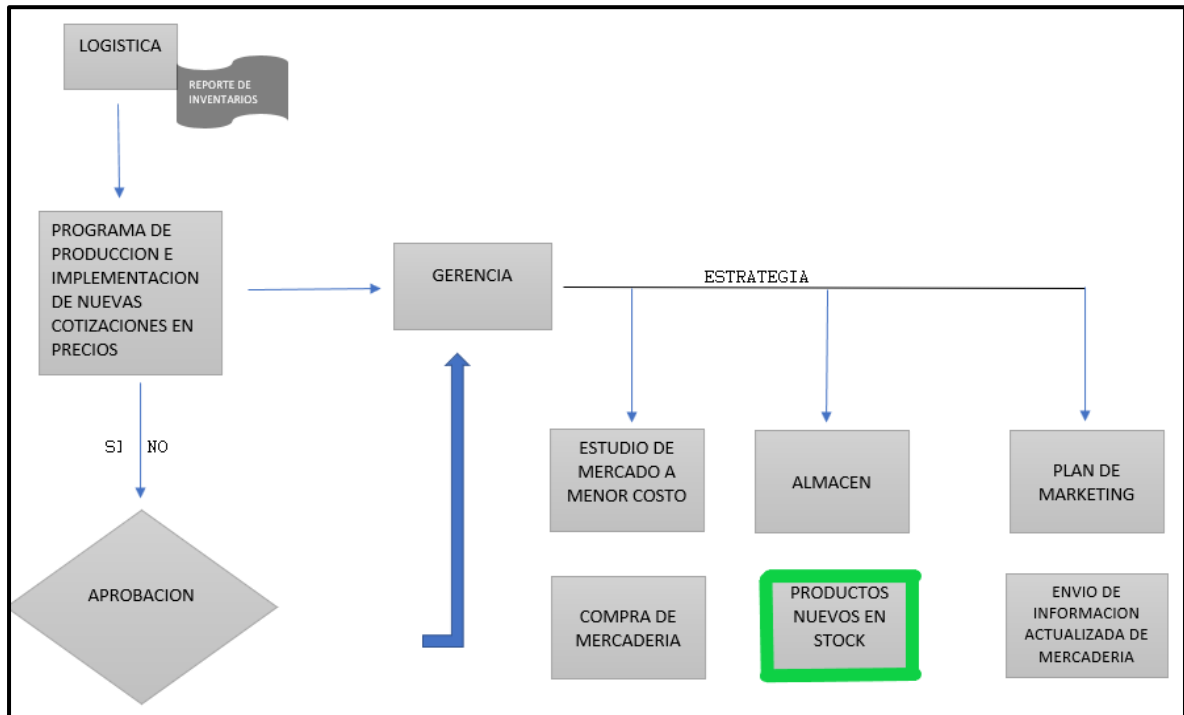 LOGISTICA
REPORTE DE
INVENTARIOS
PROGRAMA DE
PRODUCCION E
IMPLEMENTACION
DE NUEVAS
COTIZACIONES EN
PRECIOS
GERENCIA
ESTRATEGIA
SI NO
APROBACION
ESTUDIO DE
MERCADO A
MENOR COSTO
ALMACEN
PLAN DE
MARKETING
COMPRA DE
MERCADERIA
PRODUCTOS
NUEVOS EN
STOCK
ENVIO DE
INFORMACION
ACTUALIZADA DE
MERCADERIA